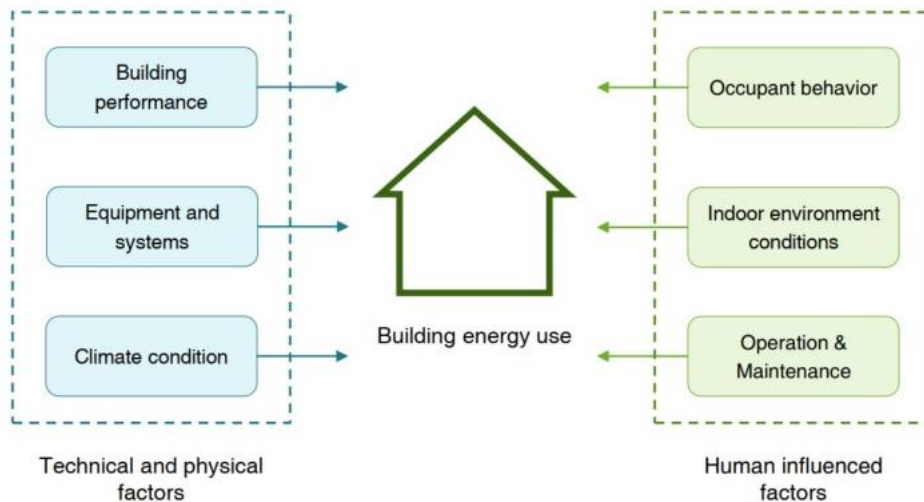 Building
performance
Equipment and
systems
Climate condition
Technical and physical
factors
Building energy use
Occupant behavior
Indoor environment
conditions
Operation &
Maintenance
Human influenced
factors